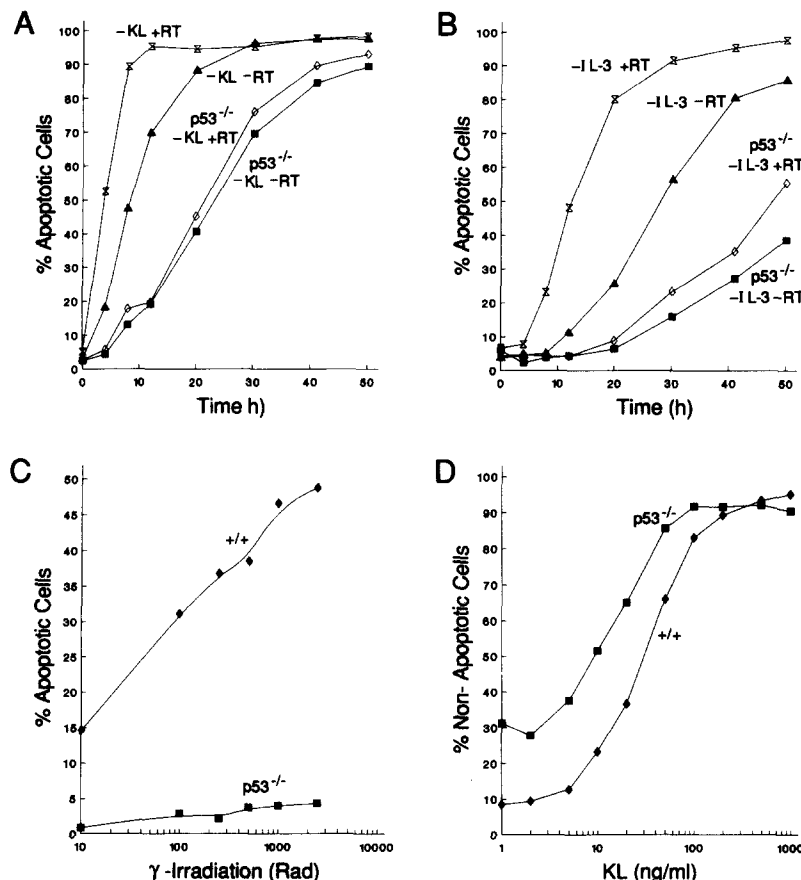 A
% Apoptotic Cells
100
90
80
70
60
50
40
30
20
10
0
0
10
20
30
40
50
Time h)
−KL +RT
−KL −RT
p53-/-
−KL +RT
p53-/-
−KL −RT
B
% Apoptotic Cells
100
90
80
70
60
50
40
30
20
10
0
0
10
20
30
40
50
Time (h)
−IL-3 +RT
−IL-3 −RT
p53-/-
−IL-3 +RT
p53-/-
−IL-3 −RT
C
% Apoptotic Cells
50
45
40
35
30
25
20
15
10
5
0
10
100
1000
10000
γ-Irradiation (Rad)
+/+
p53-/-
D
% Non- Apoptotic Cells
100
90
80
70
60
50
40
30
20
10
0
1
10
100
1000
KL (ng/ml)
p53-/-
+/+